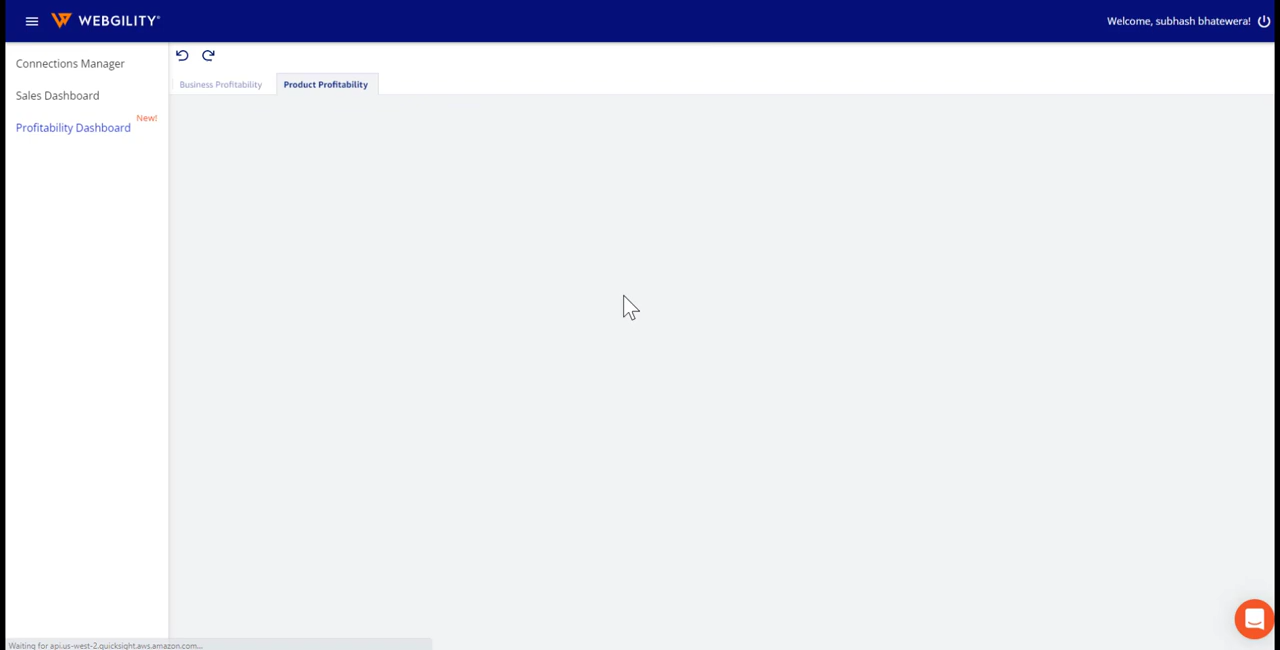 WEBGILITY®
Welcome, subhash bhatewera!
Connections Manager
Sales Dashboard
New!
Profitability Dashboard
Business Profitability
Product Profitability
Waiting for api.us-west-2.quicksight.aws.amazon.com...